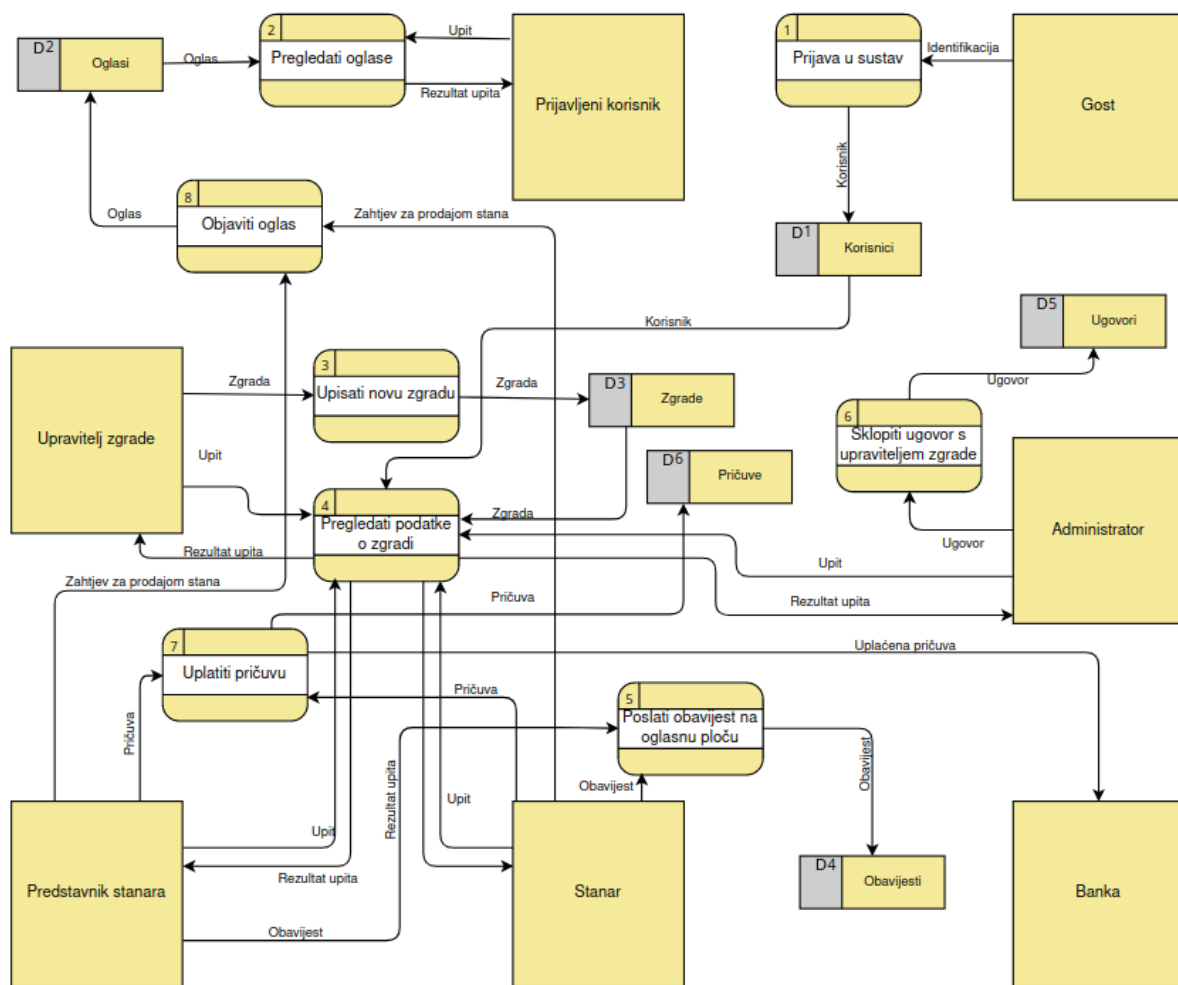 D2
Oglasi
Oglas
2
Pregledati oglase
Upit
Rezultat upita
Prijavljeni korisnik
1
Prijava u sustav
Identifikacija
Gost
Korisnik
8
Objaviti oglas
Oglas
Zahtjev za prodajom stana
D1
Korisnici
Korisnik
D5
Ugovori
Ugovor
Upravitelj zgrade
Zgrada
3
Upisati novu zgradu
Zgrada
D3
Zgrade
6
Sklopiti ugovor s
upraviteljem zgrade
Administrator
Ugovor
Upit
D6
Pričuve
4
Pregledati podatke
o zgradi
Zgrada
Rezultat upita
Upit
Zahtjev za prodajom stana
Pričuva
Rezultat upita
7
Uplatiti pričuvu
Uplaćena pričuva
Pričuva
Pričuva
5
Poslati obavijest na
oglasnu ploču
Obavijest
Rezultat upita
Obavijest
Upit
Upit
Rezultat upita
Predstavnik stanara
Obavijest
Stanar
D4
Obavijesti
Banka